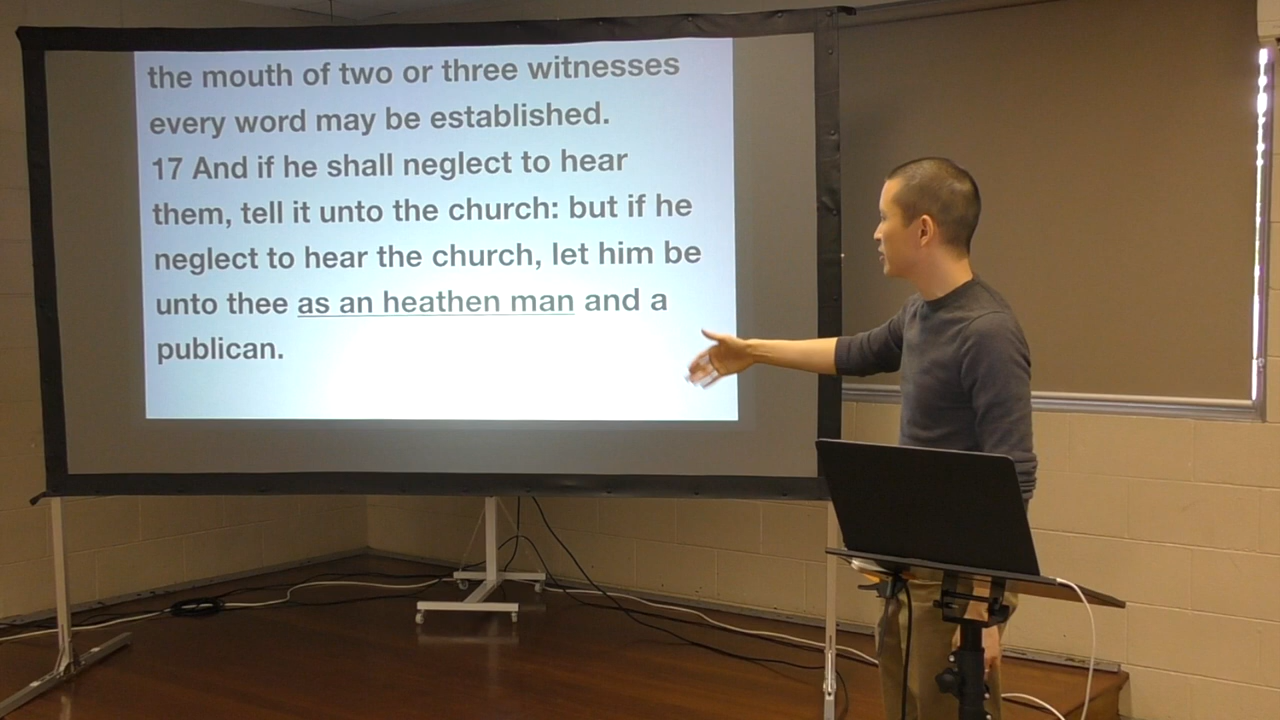 the mouth of two or three witnesses
every word may be established.
17 And if he shall neglect to hear
them, tell it unto the church: but if he
neglect to hear the church, let him be
unto thee as an heathen man and a
publican.